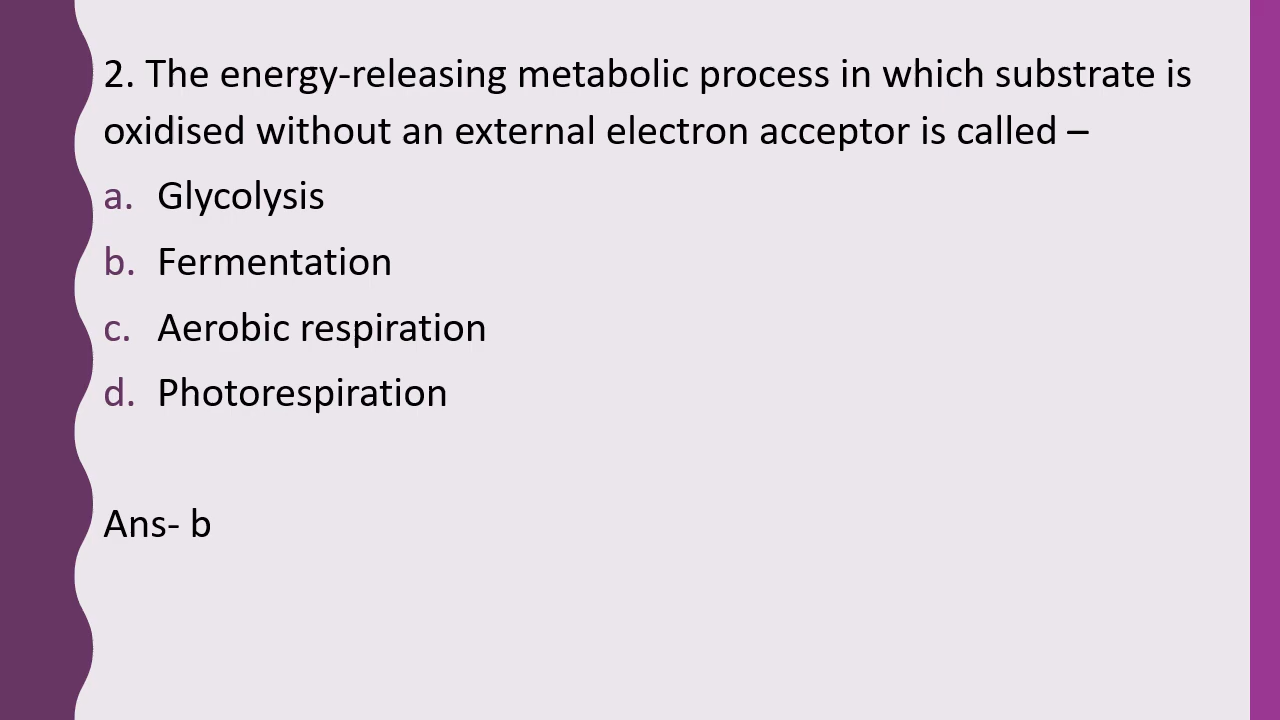 2. The energy-releasing metabolic process in which substrate is
oxidised without an external electron acceptor is called –
a. Glycolysis
b. Fermentation
c. Aerobic respiration
d. Photorespiration
Ans- b